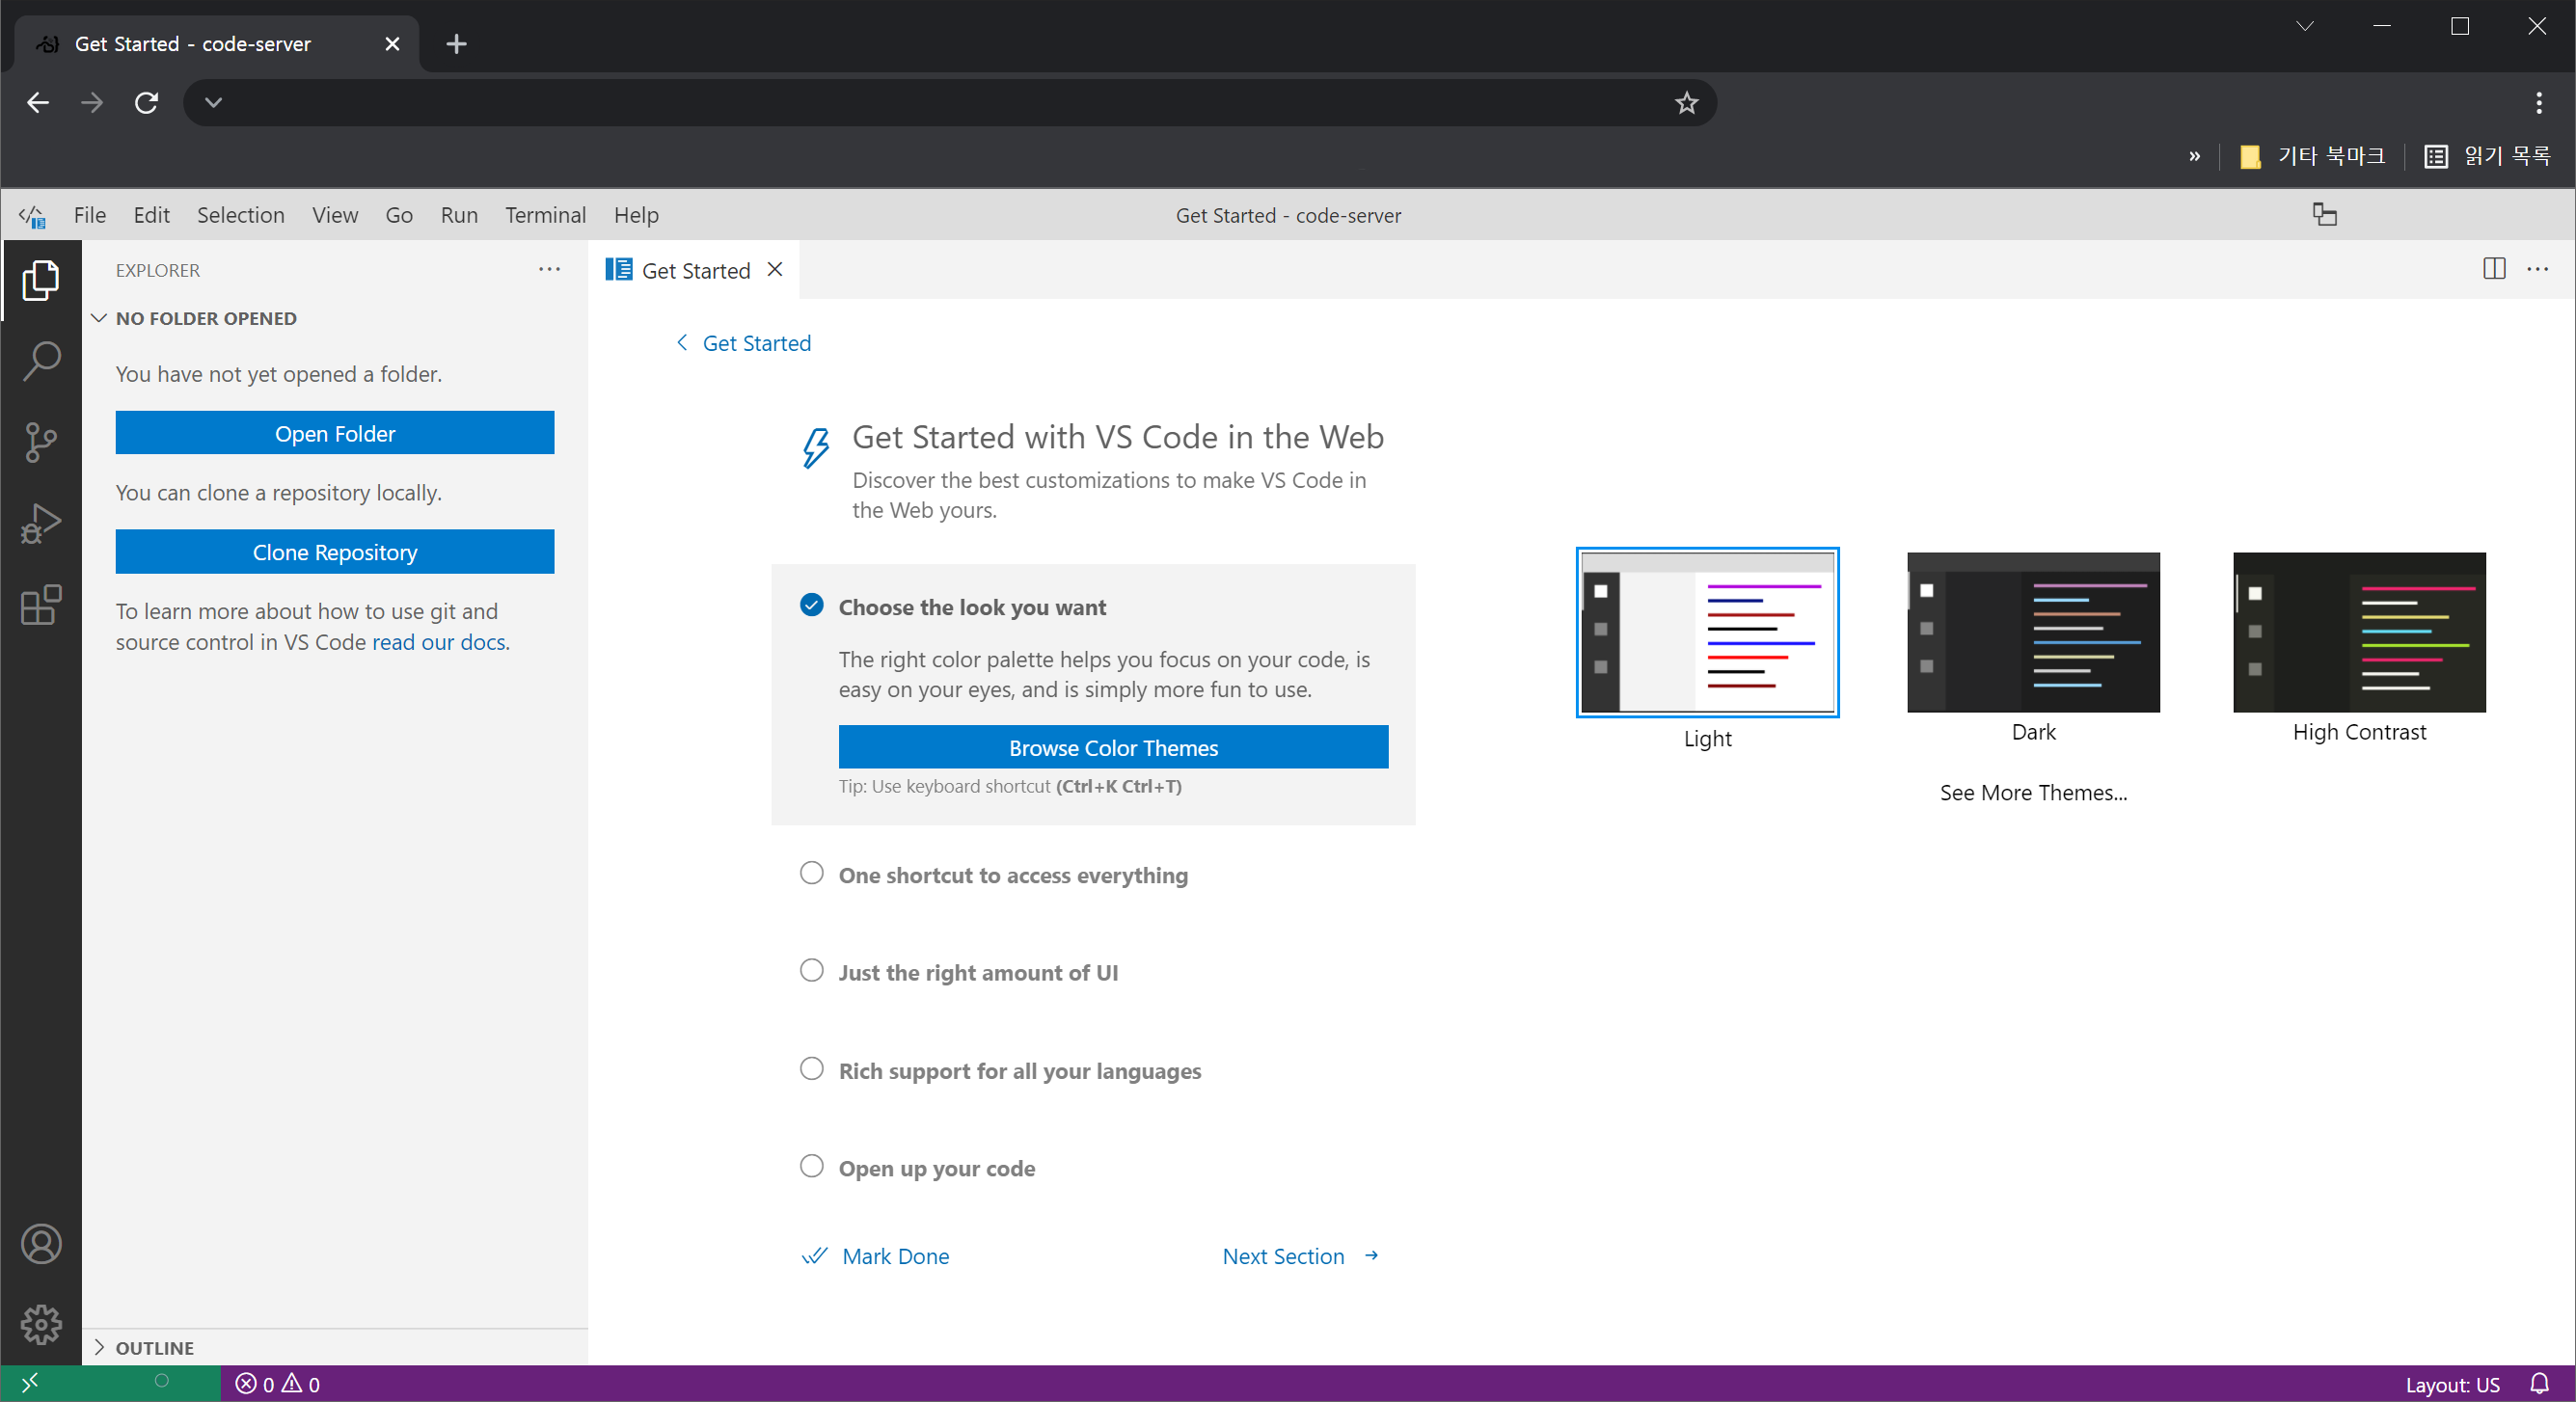 Get Started - code-server
기타 북마크
읽기 목록
File Edit Selection View Go Run Terminal Help
Get Started - code-server
EXPLORER
NO FOLDER OPENED
You have not yet opened a folder.
Open Folder
You can clone a repository locally.
Clone Repository
To learn more about how to use git and
source control in VS Code read our docs.
OUTLINE
Get Started
Get Started
Get Started with VS Code in the Web
Discover the best customizations to make VS Code in
the Web yours.
Choose the look you want
The right color palette helps you focus on your code, is
easy on your eyes, and is simply more fun to use.
Browse Color Themes
Tip: Use keyboard shortcut (Ctrl+K Ctrl+T)
One shortcut to access everything
Just the right amount of UI
Rich support for all your languages
Open up your code
Mark Done
Next Section
Light
Dark
High Contrast
See More Themes...
0 0
Layout: US